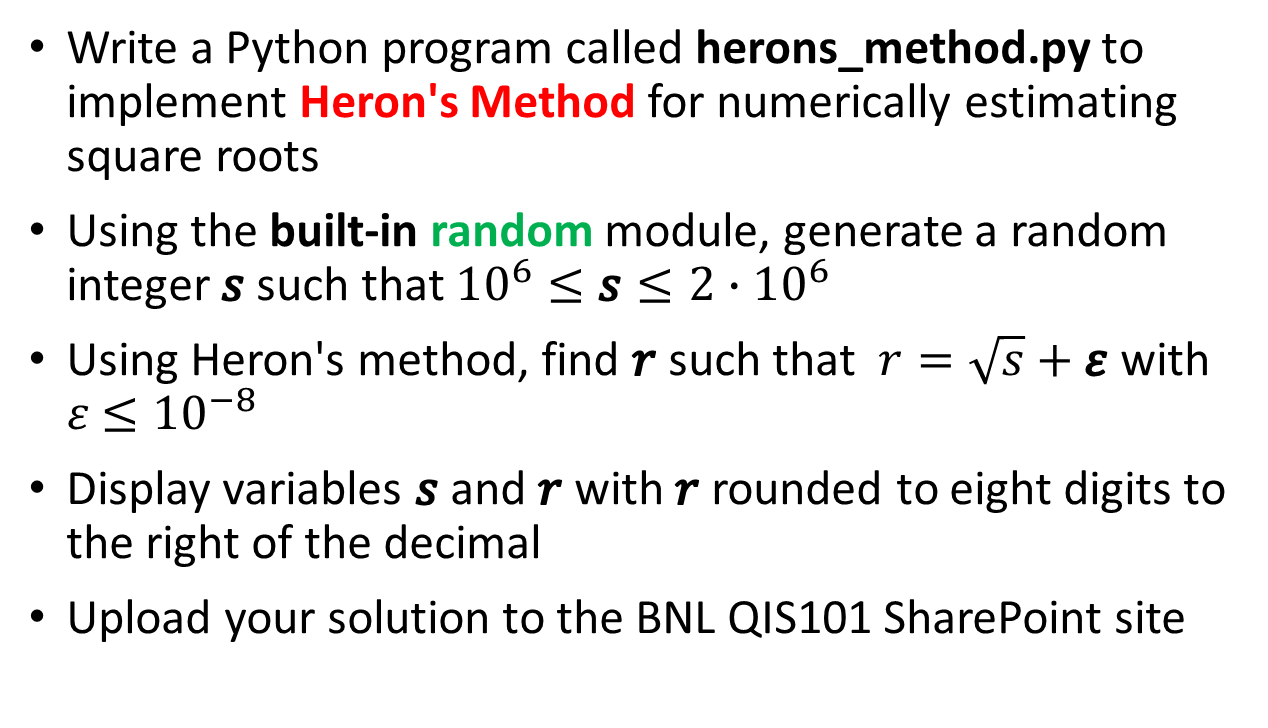 • Write a Python program called herons_method.py to
implement Heron's Method for numerically estimating
square roots
• Using the built-in random module, generate a random
integer s such that 10⁶ ≤ s ≤ 2 · 10⁶
• Using Heron's method, find r such that r = √s + ε with
ε ≤ 10⁻⁸
• Display variables s and r with r rounded to eight digits to
the right of the decimal
• Upload your solution to the BNL QIS101 SharePoint site